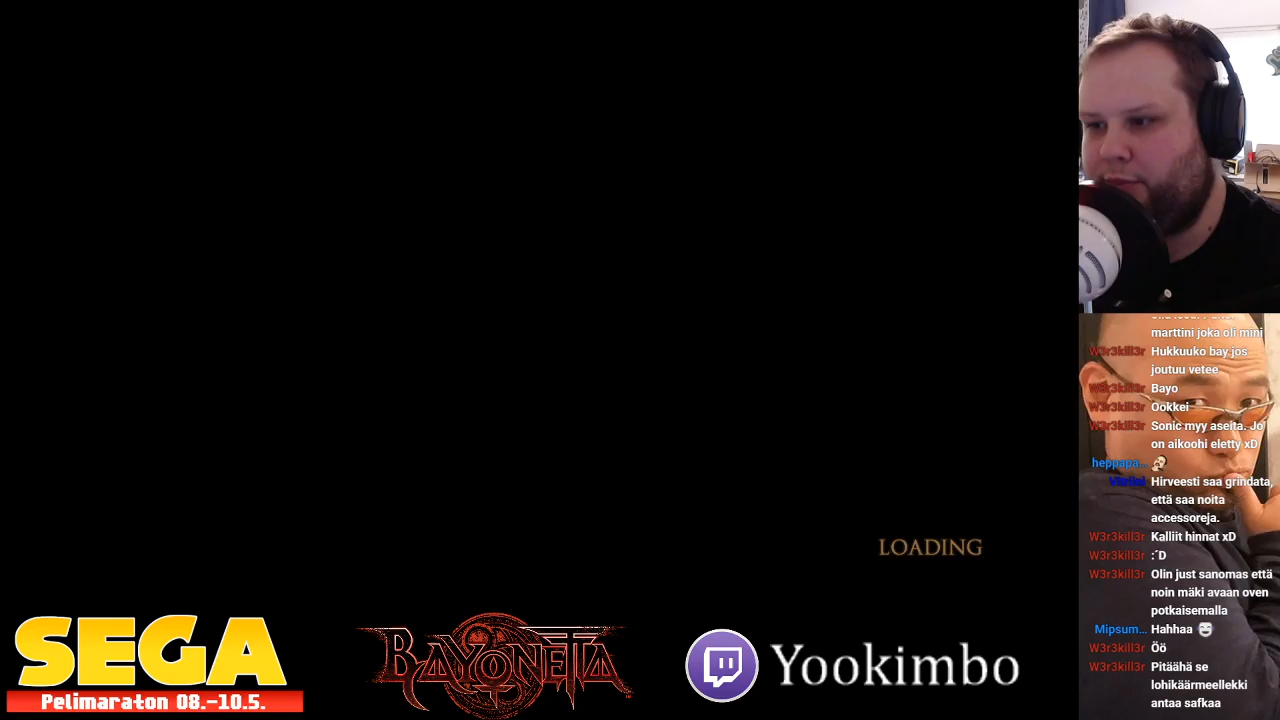 marttini joka oli mini
W3r3kill3r Hukkuuko bay jos
joutuu vetee
W3r3kill3r Bayo
W3r3kill3r Ookkei
W3r3kill3r Sonic myy aseita. Jo
on aikoohi eletty xD
heppapa...
Hirveesti saa grindata,
että saa noita
accessoreja.
W3r3kill3r Kalliit hinnat xD
W3r3kill3r :´D
W3r3kill3r Olin just sanomas että
noin mäki avaan oven
potkaisemalla
Mipsum... Hahhaa
W3r3kill3r Öö
W3r3kill3r Pitäähä se
lohikäärmeellekki
antaa safkaa
LOADING
SEGA
Pelimaraton 08.-10.5.
BAYONETTA
Yookimbo